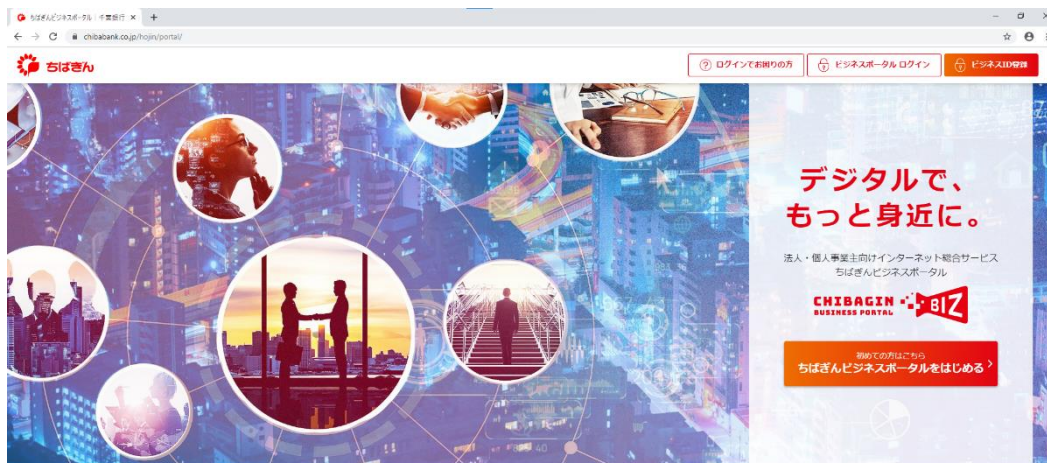 ちばぎんビジネスポータル | 千葉銀行
chibabank.co.jp/hojin/portal/
ちばぎん
ログインでお困りの方
ビジネスポータル ログイン
ビジネスID登録
デジタルで、
もっと身近に。
法人・個人事業主向けインターネット総合サービス
ちばぎんビジネスポータル
CHIBAGIN BIZ
BUSINESS PORTAL
初めての方はこちら
ちばぎんビジネスポータルをはじめる